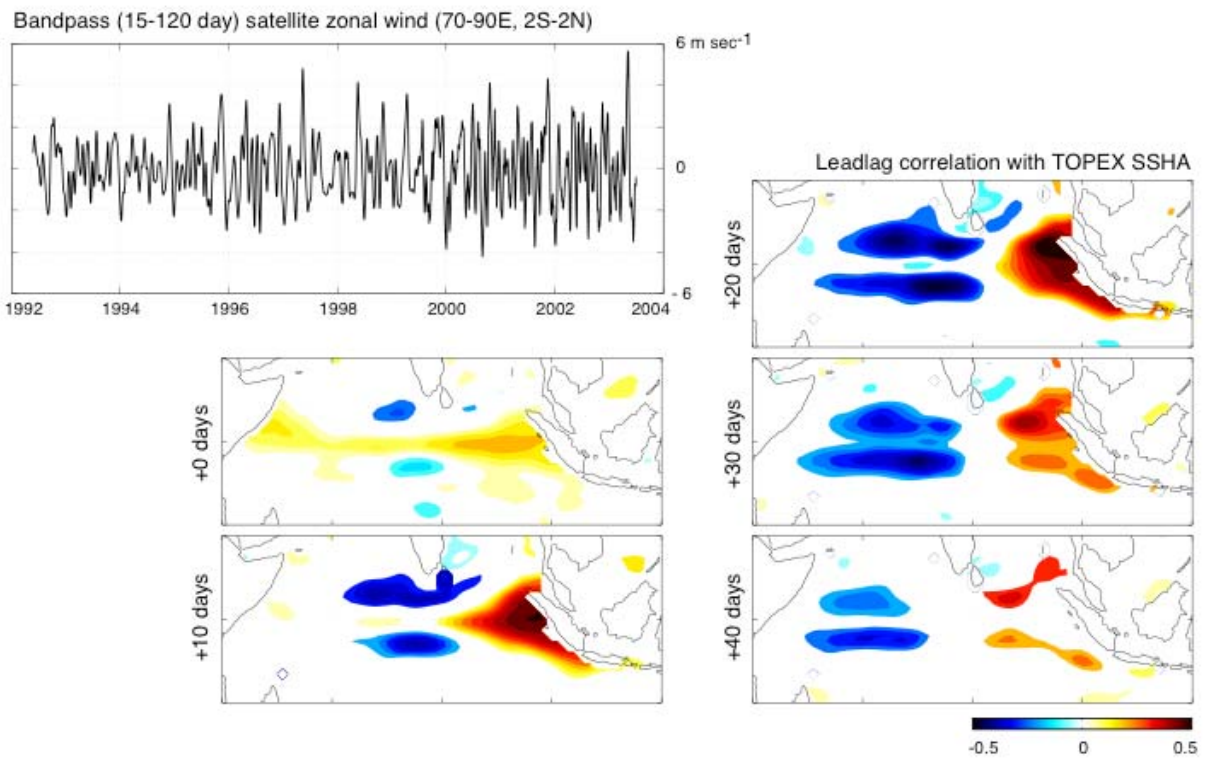 Bandpass (15-120 day) satellite zonal wind (70-90E, 2S-2N)
6 m sec-1
0
- 6
1992 1994 1996 1998 2000 2002 2004
Leadlag correlation with TOPEX SSHA
+20 days
+0 days
+30 days
+10 days
+40 days
-0.5 0 0.5